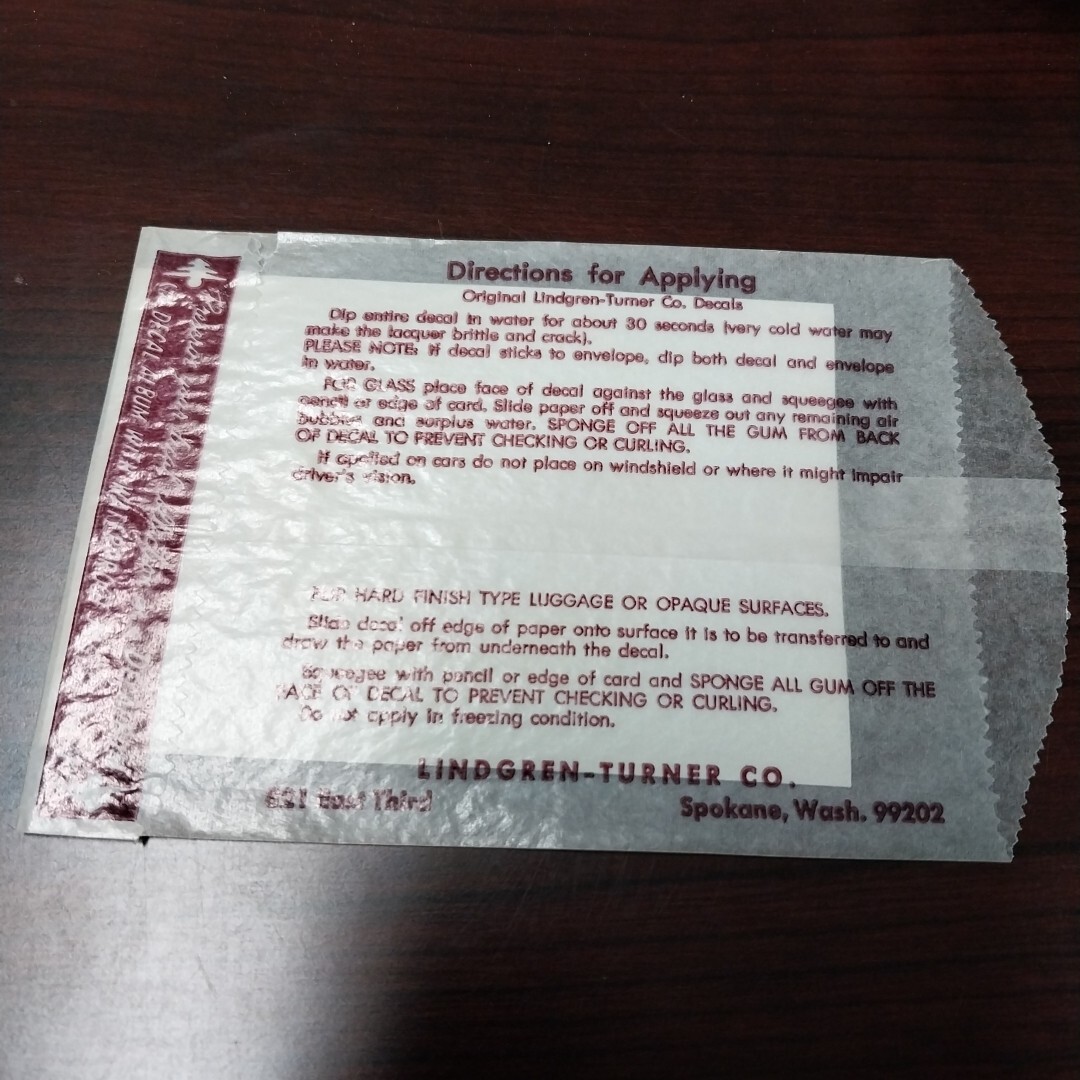 Directions for Applying
Original Lindgren-Turner Co. Decals
Dip entire decal in water for about 30 seconds (very cold water may
make the lacquer brittle and crack).
PLEASE NOTE: If decal sticks to envelope, dip both decal and envelope
in water.
FOR GLASS place face of decal against the glass and squeegee with
pencil or edge of card. Slide paper off and squeeze out any remaining air
bubbles and surplus water. SPONGE OFF ALL THE GUM FROM BACK
OF DECAL TO PREVENT CHECKING OR CURLING.
If applied on cars do not place on windshield or where it might impair
driver's vision.
FOR HARD FINISH TYPE LUGGAGE OR OPAQUE SURFACES.
Slide decal off edge of paper onto surface it is to be transferred to and
draw the paper from underneath the decal.
Squeegee with pencil or edge of card and SPONGE ALL GUM OFF THE
FACE OF DECAL TO PREVENT CHECKING OR CURLING.
Do not apply in freezing condition.
LINDGREN-TURNER CO.
621 East Third
Spokane, Wash. 99202
DECAL ALBUM